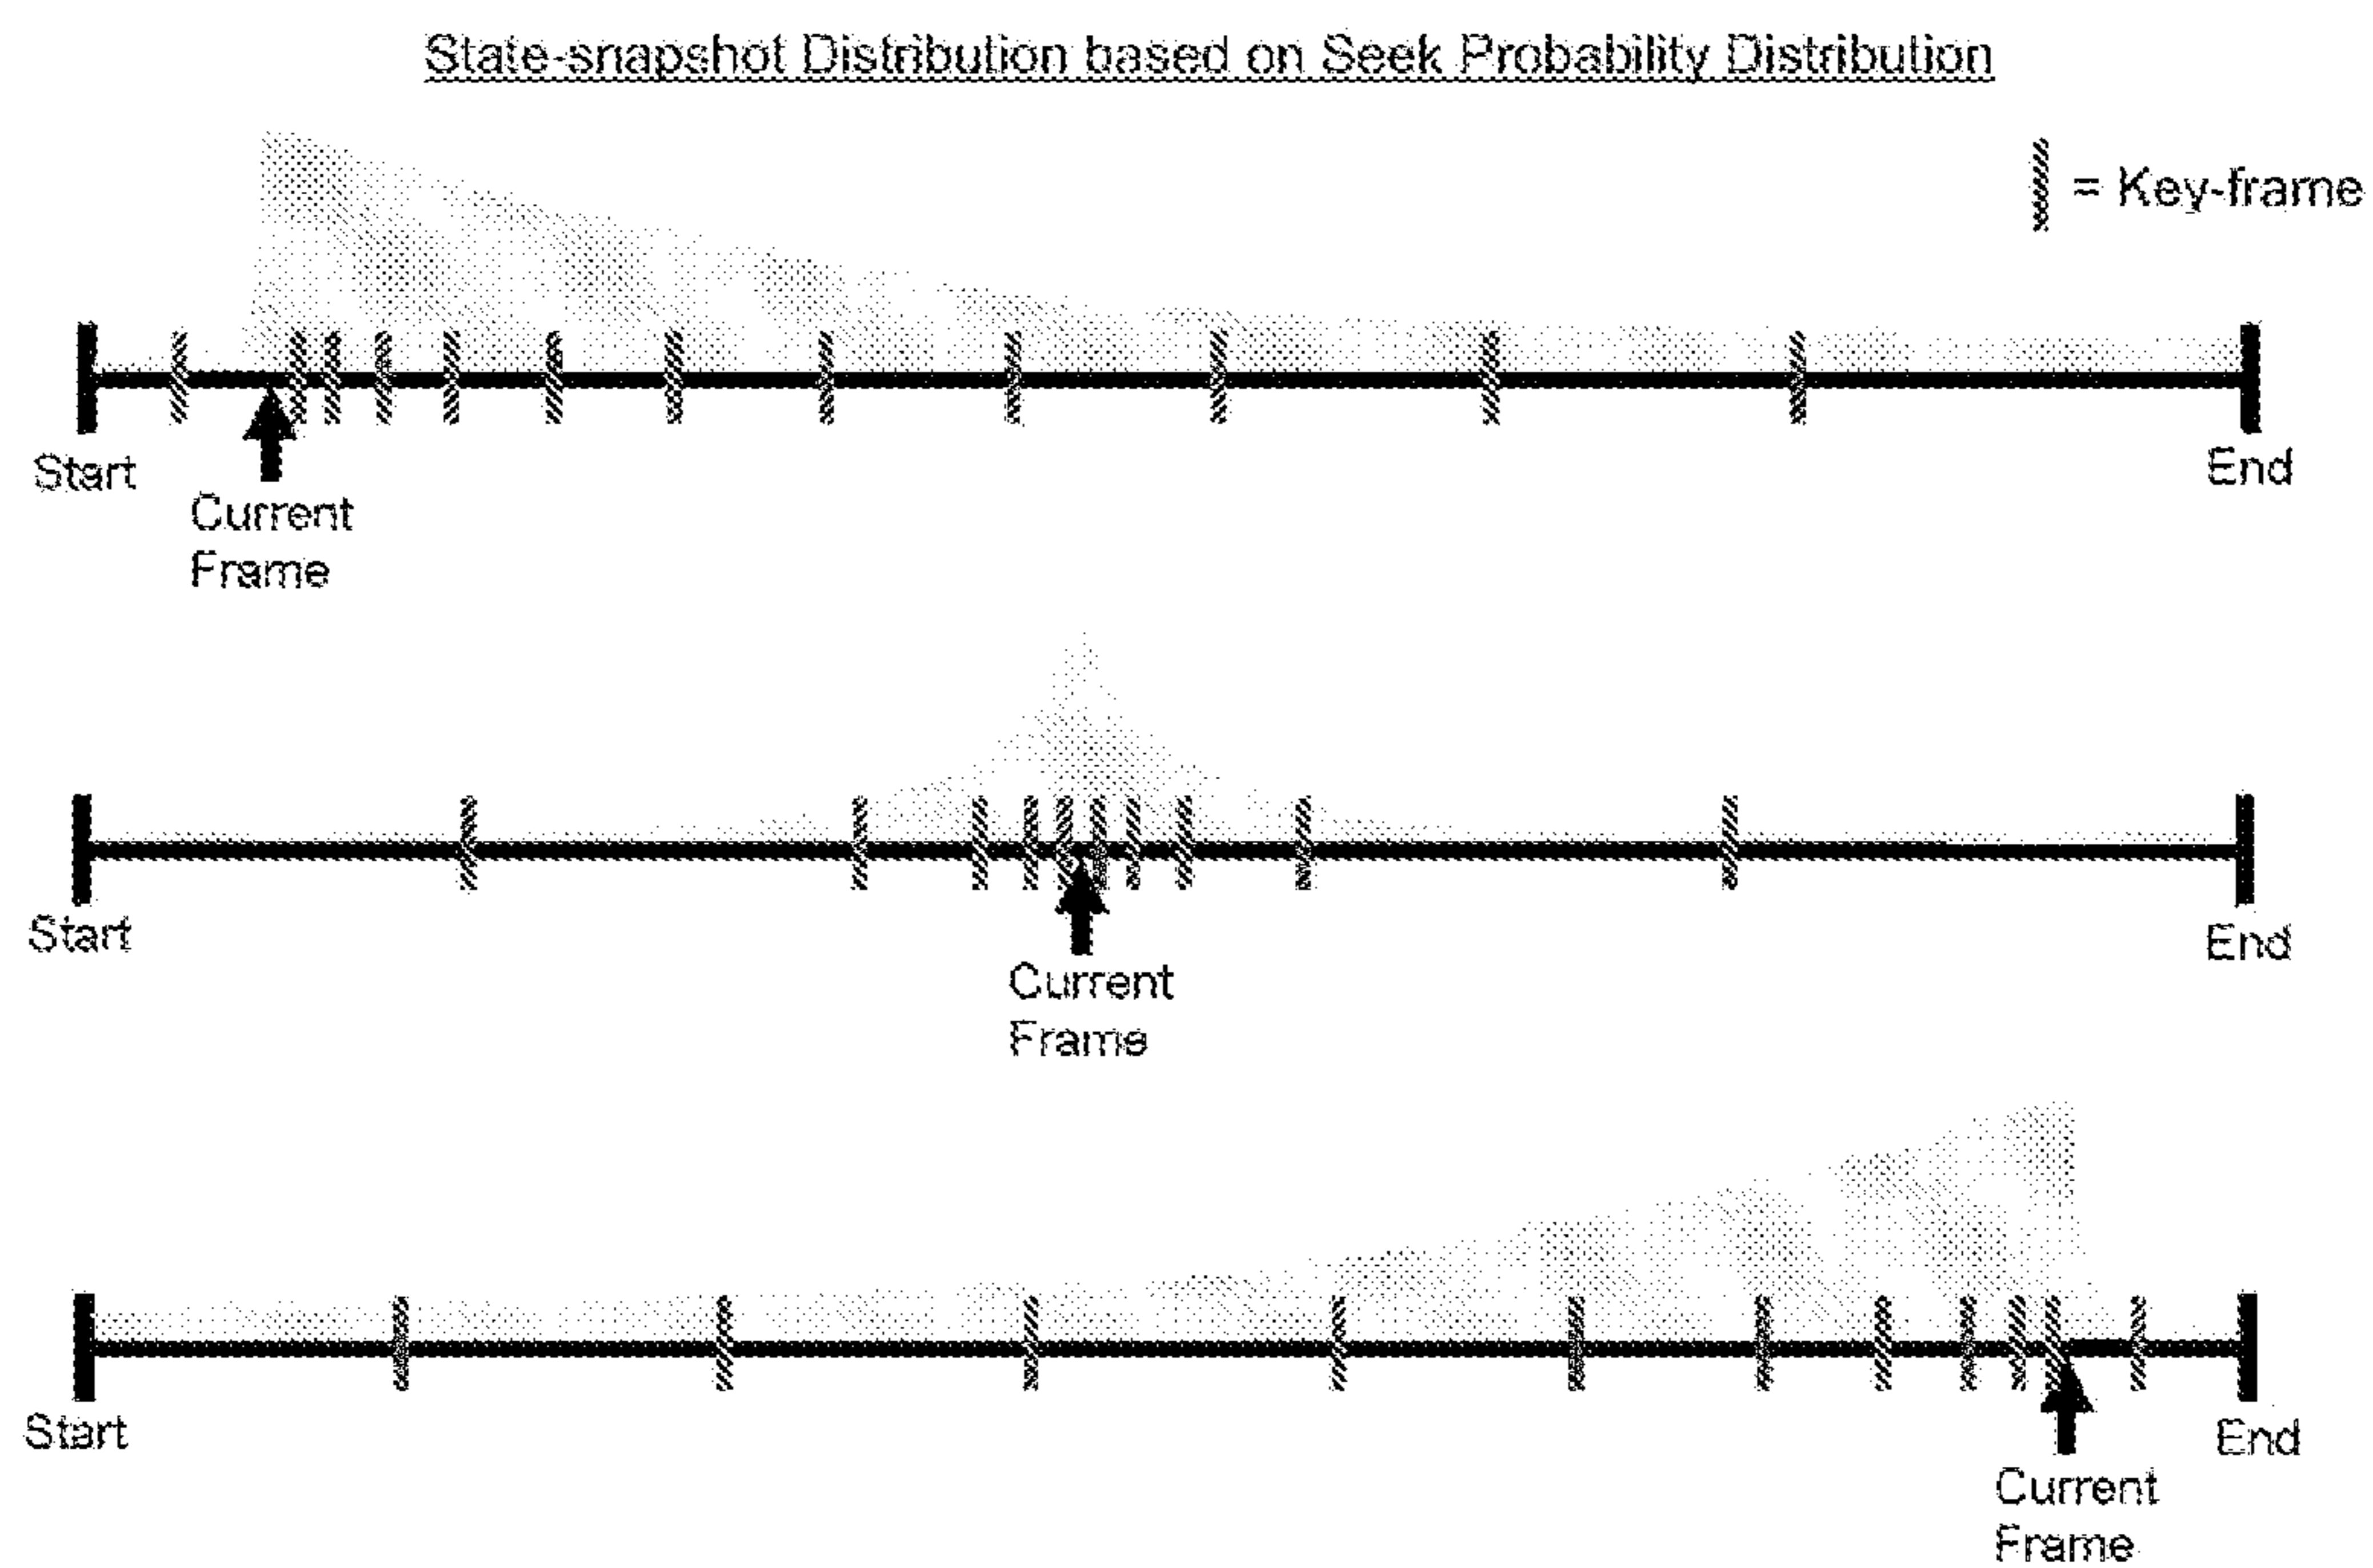 State-snapshot Distribution based on Seek Probability Distribution
= Key-frame
Start
End
Current
Frame
Start
End
Current
Frame
Start
End
Current
Frame